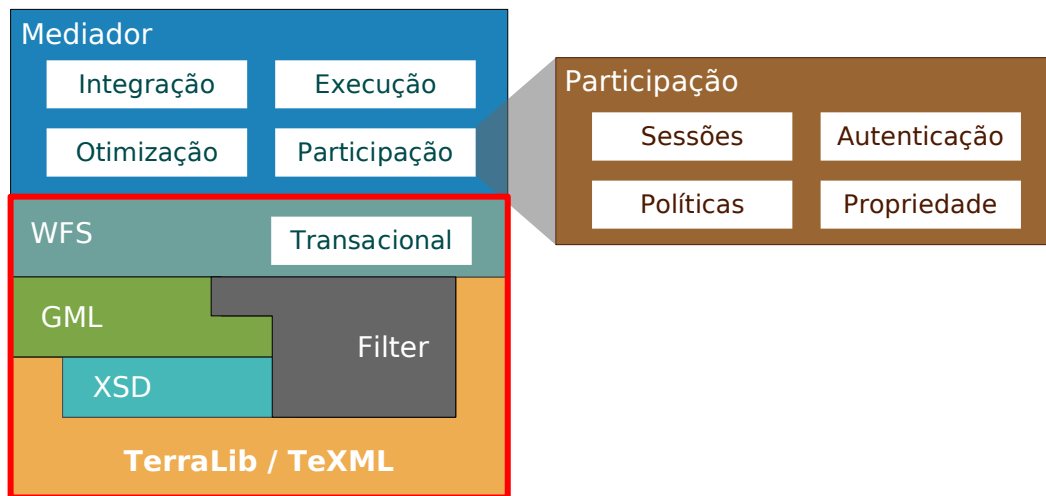 Mediador
Integração
Execução
Otimização
Participação
Participação
Sessões
Autenticação
Políticas
Propriedade
WFS
Transacional
GML
Filter
XSD
TerraLib / TeXML